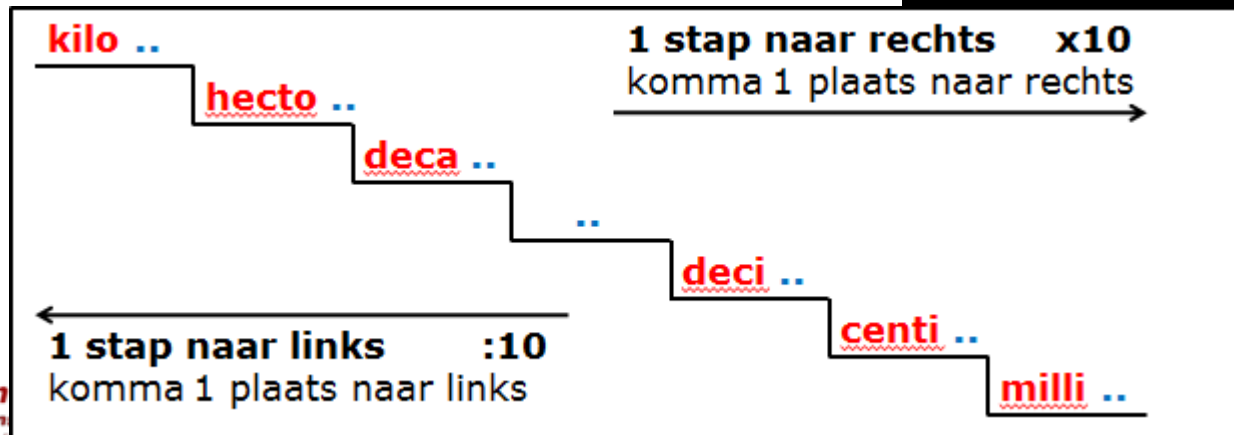 kilo ..
1 stap naar rechts x10
komma 1 plaats naar rechts
hecto ..
deca ..
..
deci ..
1 stap naar links :10
komma 1 plaats naar links
centi ..
milli ..